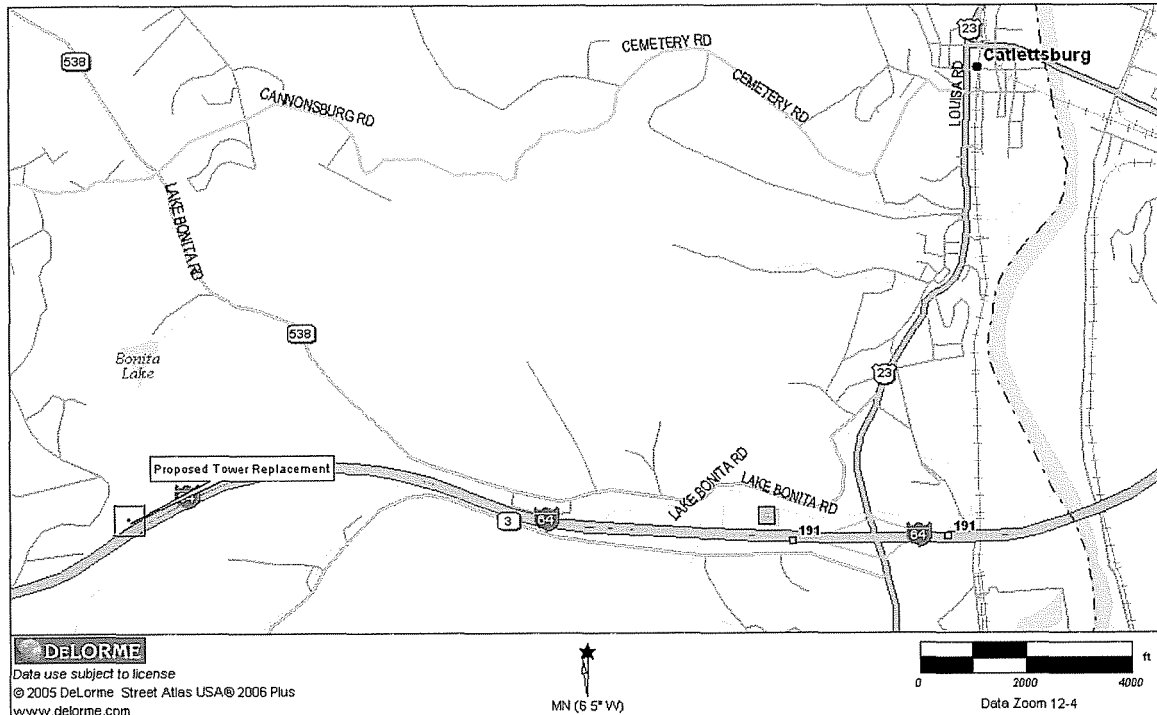 23
Catlettsburg
538
CEMETERY RD
CEMETERY RD
CANNONSBURG RD
LOUISA RD
LAKE BONITA RD
538
Bonita
Lake
23
Proposed Tower Replacement
LAKE BONITA RD
LAKE BONITA RD
3
64
191
64
191
DELORME
Data use subject to license
© 2005 DeLorme Street Atlas USA® 2006 Plus
www.delorme.com
MN (6 5° W)
ft
0 2000 4000
Data Zoom 12-4